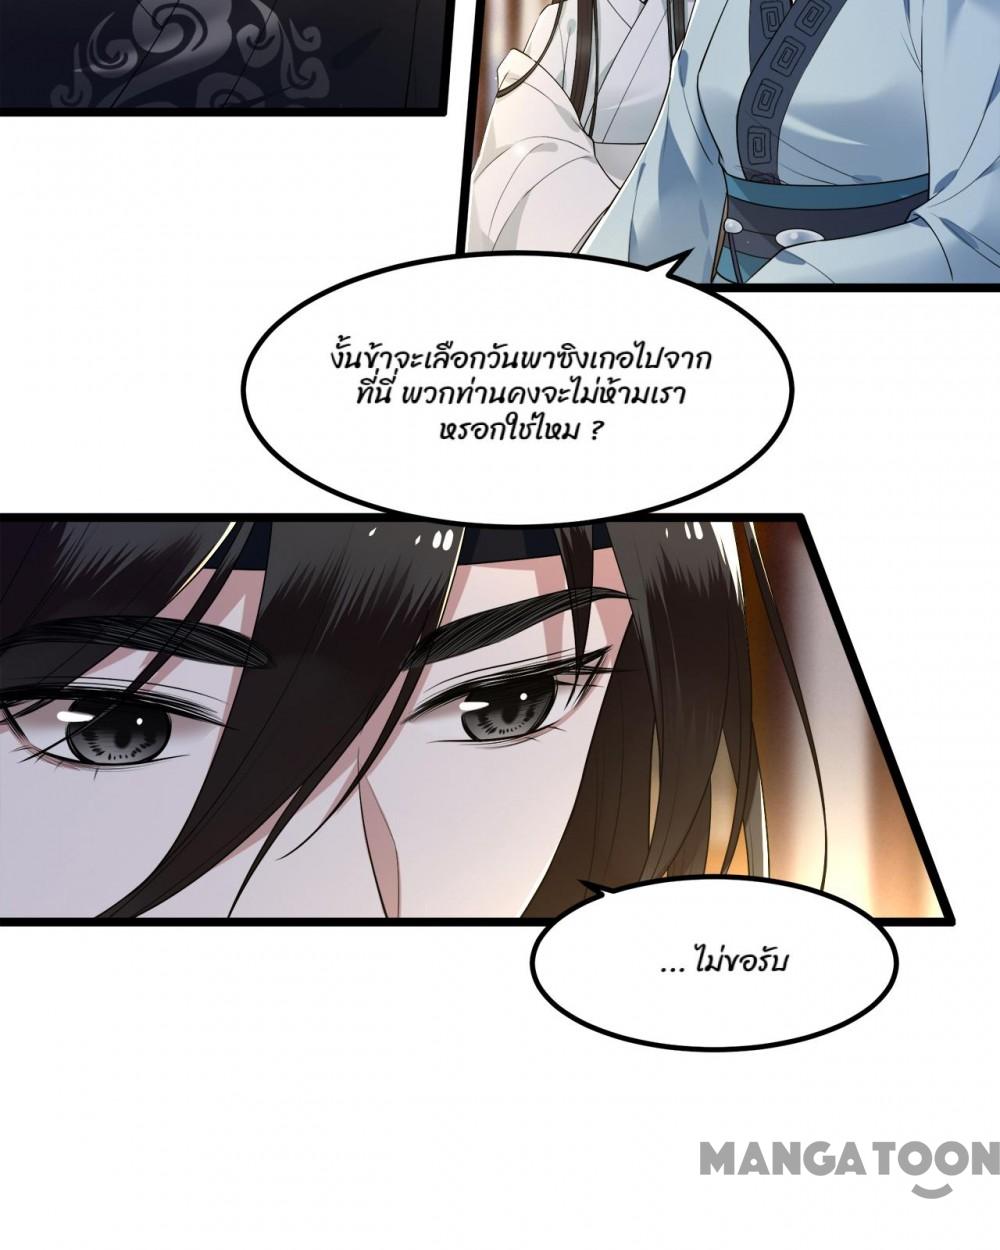 งั้นข้าจะเลือกวันพาซิงเกอไปจาก
ที่นี่ พวกท่านคงจะไม่ห้ามเรา
หรอกใช่ไหม ?
... ไม่ขอรับ
MANGATOON